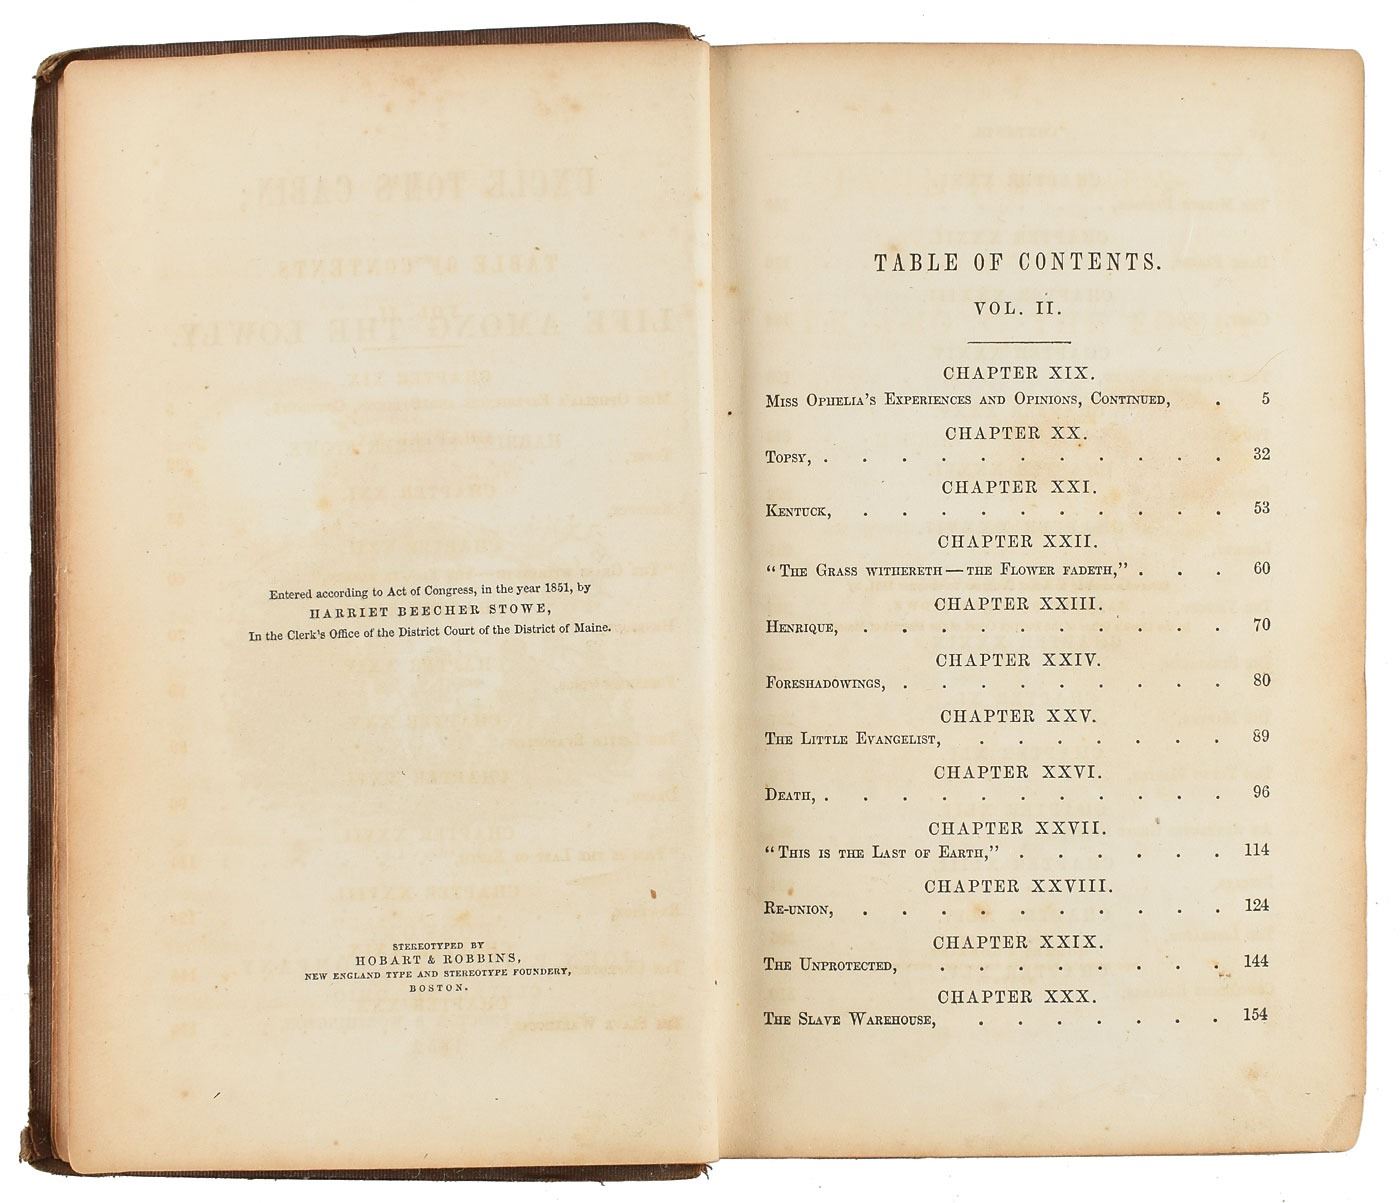 Entered according to Act of Congress, in the year 1851, by
HARRIET BEECHER STOWE,
In the Clerk's Office of the District Court of the District of Maine.
STEREOTYPED BY
HOBART & ROBBINS,
NEW ENGLAND TYPE AND STEREOTYPE FOUNDERY,
BOSTON.
TABLE OF CONTENTS.
VOL. II.
CHAPTER XIX.
Miss Ophelia's Experiences and Opinions, Continued, . 5
CHAPTER XX.
Topsy, . . . . . . . . . . . 32
CHAPTER XXI.
Kentuck, . . . . . . . . . . 53
CHAPTER XXII.
"The Grass withereth — the Flower fadeth," . . . 60
CHAPTER XXIII.
Henrique, . . . . . . . . . . 70
CHAPTER XXIV.
Foreshadowings, . . . . . . . . . 80
CHAPTER XXV.
The Little Evangelist, . . . . . . . 89
CHAPTER XXVI.
Death, . . . . . . . . . . . 96
CHAPTER XXVII.
"This is the Last of Earth," . . . . . . 114
CHAPTER XXVIII.
Re-union, . . . . . . . . . . 124
CHAPTER XXIX.
The Unprotected, . . . . . . . . 144
CHAPTER XXX.
The Slave Warehouse, . . . . . . . 154